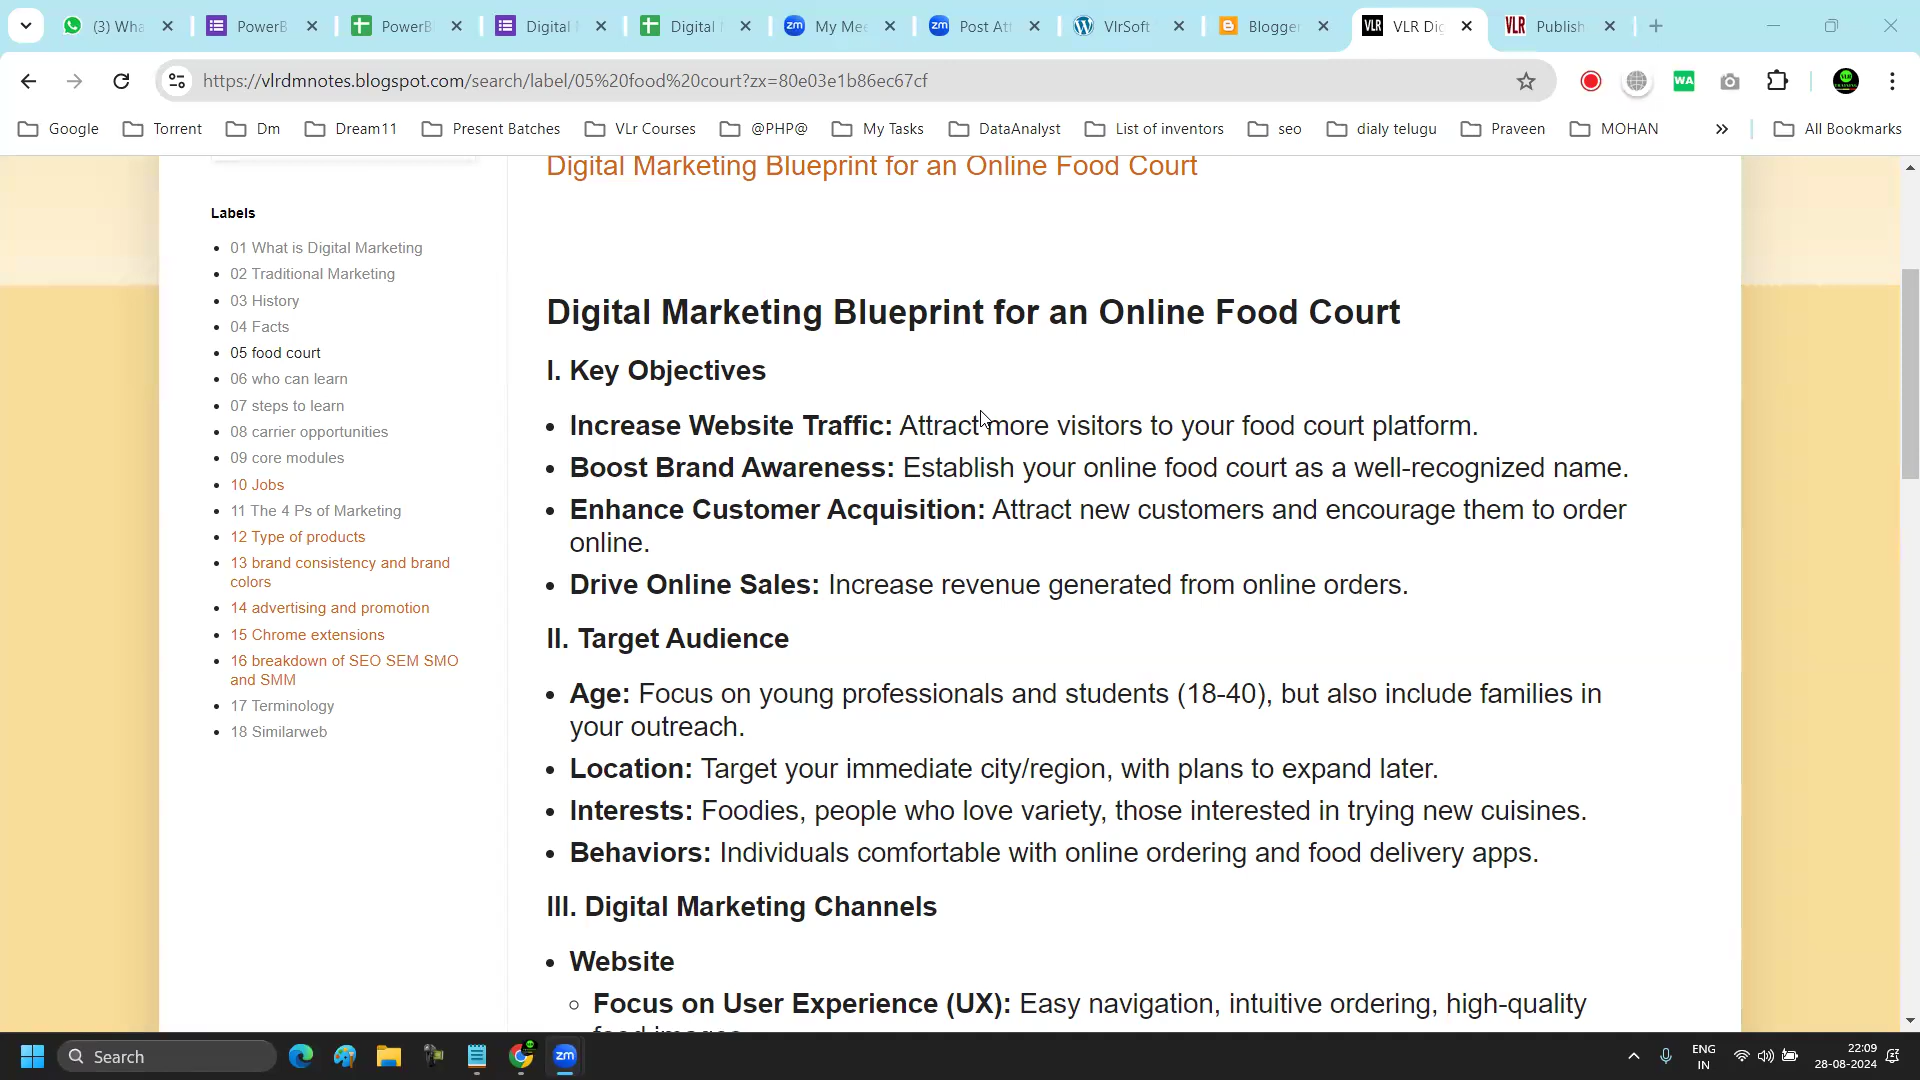 (3) Wha
PowerB
PowerB
Digital
Digital
My Mee
Post Att
VlrSoft
Blogger
VLR Dig
Publish
https://vlrdmnotes.blogspot.com/search/label/05%20food%20court?zx=80e03e1b86ec67cf
Google
Torrent
Dm
Dream11
Present Batches
VLr Courses
@PHP@
My Tasks
DataAnalyst
List of inventors
seo
dialy telugu
Praveen
MOHAN
All Bookmarks
Digital Marketing Blueprint for an Online Food Court
Labels
01 What is Digital Marketing
02 Traditional Marketing
03 History
04 Facts
05 food court
06 who can learn
07 steps to learn
08 carrier opportunities
09 core modules
10 Jobs
11 The 4 Ps of Marketing
12 Type of products
13 brand consistency and brand
colors
14 advertising and promotion
15 Chrome extensions
16 breakdown of SEO SEM SMO
and SMM
17 Terminology
18 Similarweb
Digital Marketing Blueprint for an Online Food Court
I. Key Objectives
Increase Website Traffic: Attract more visitors to your food court platform.
Boost Brand Awareness: Establish your online food court as a well-recognized name.
Enhance Customer Acquisition: Attract new customers and encourage them to order
online.
Drive Online Sales: Increase revenue generated from online orders.
II. Target Audience
Age: Focus on young professionals and students (18-40), but also include families in
your outreach.
Location: Target your immediate city/region, with plans to expand later.
Interests: Foodies, people who love variety, those interested in trying new cuisines.
Behaviors: Individuals comfortable with online ordering and food delivery apps.
III. Digital Marketing Channels
Website
Focus on User Experience (UX): Easy navigation, intuitive ordering, high-quality
food images.
Search
zm
ENG
IN
22:09
28-08-2024